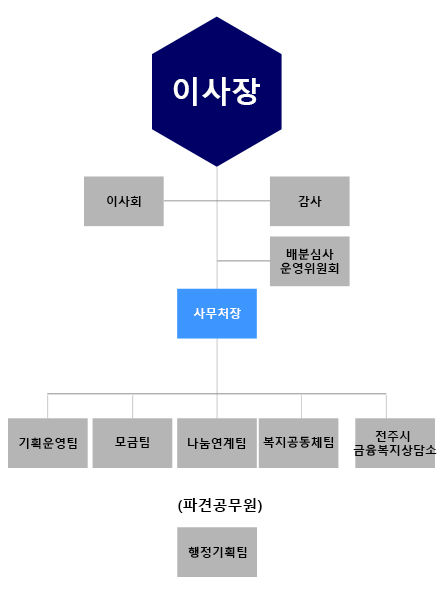 이사장
이사회
감사
배분심사
운영위원회
사무처장
기획운영팀
모금팀
나눔연계팀
복지공동체팀
전주시
금융복지상담소
(파견공무원)
행정기획팀